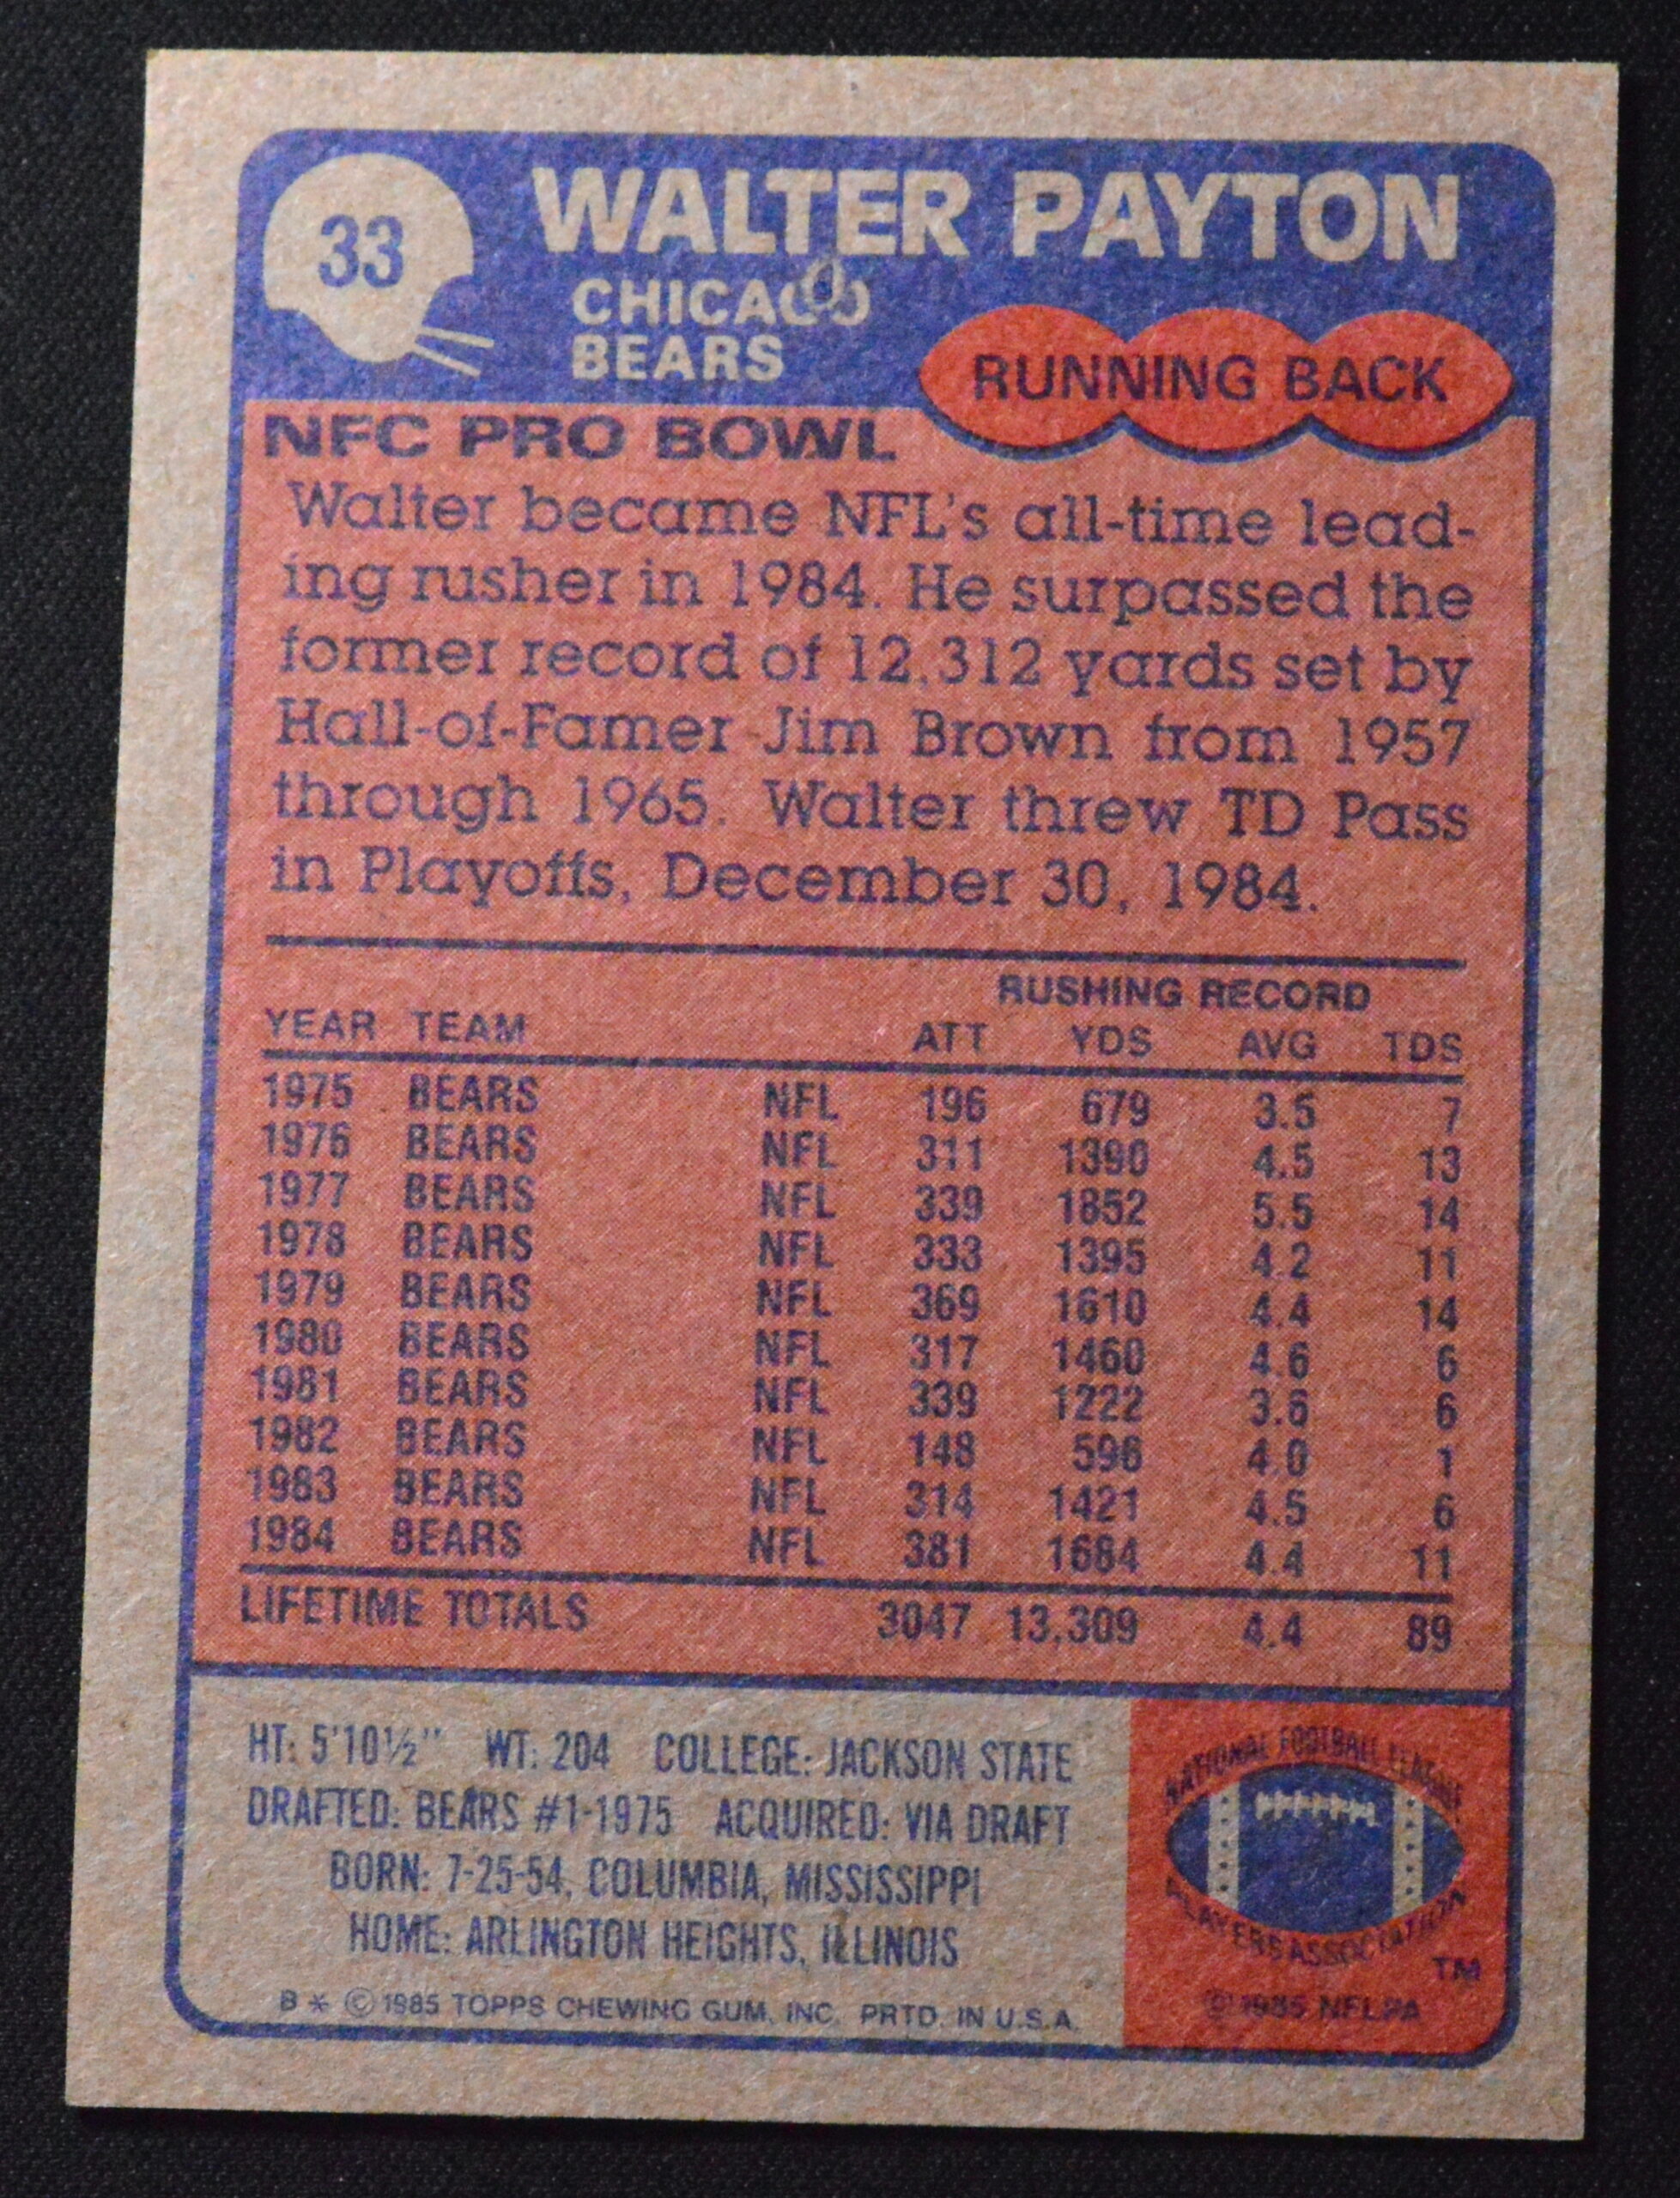 33
WALTER PAYTON
CHICAGO
BEARS
RUNNING BACK
NFC PRO BOWL
Walter became NFL's all-time lead-
ing rusher in 1984. He surpassed the
former record of 12,312 yards set by
Hall-of-Famer Jim Brown from 1957
through 1965. Walter threw TD Pass
in Playoffs, December 30, 1984.
RUSHING RECORD
YEAR TEAM ATT YDS AVG TDS
1975 BEARS NFL 196 679 3.5 7
1976 BEARS NFL 311 1390 4.5 13
1977 BEARS NFL 339 1852 5.5 14
1978 BEARS NFL 333 1395 4.2 11
1979 BEARS NFL 369 1610 4.4 14
1980 BEARS NFL 317 1460 4.6 6
1981 BEARS NFL 339 1222 3.6 6
1982 BEARS NFL 148 596 4.0 1
1983 BEARS NFL 314 1421 4.5 6
1984 BEARS NFL 381 1684 4.4 11
LIFETIME TOTALS 3047 13,309 4.4 89
HT: 5'10½" WT: 204 COLLEGE: JACKSON STATE
DRAFTED: BEARS #1-1975 ACQUIRED: VIA DRAFT
BORN: 7-25-54, COLUMBIA, MISSISSIPPI
HOME: ARLINGTON HEIGHTS, ILLINOIS
B * © 1985 TOPPS CHEWING GUM, INC. PRTD. IN U.S.A.
NATIONAL FOOTBALL LEAGUE
PLAYERS ASSOCIATION
TM
© 1985 NFLPA